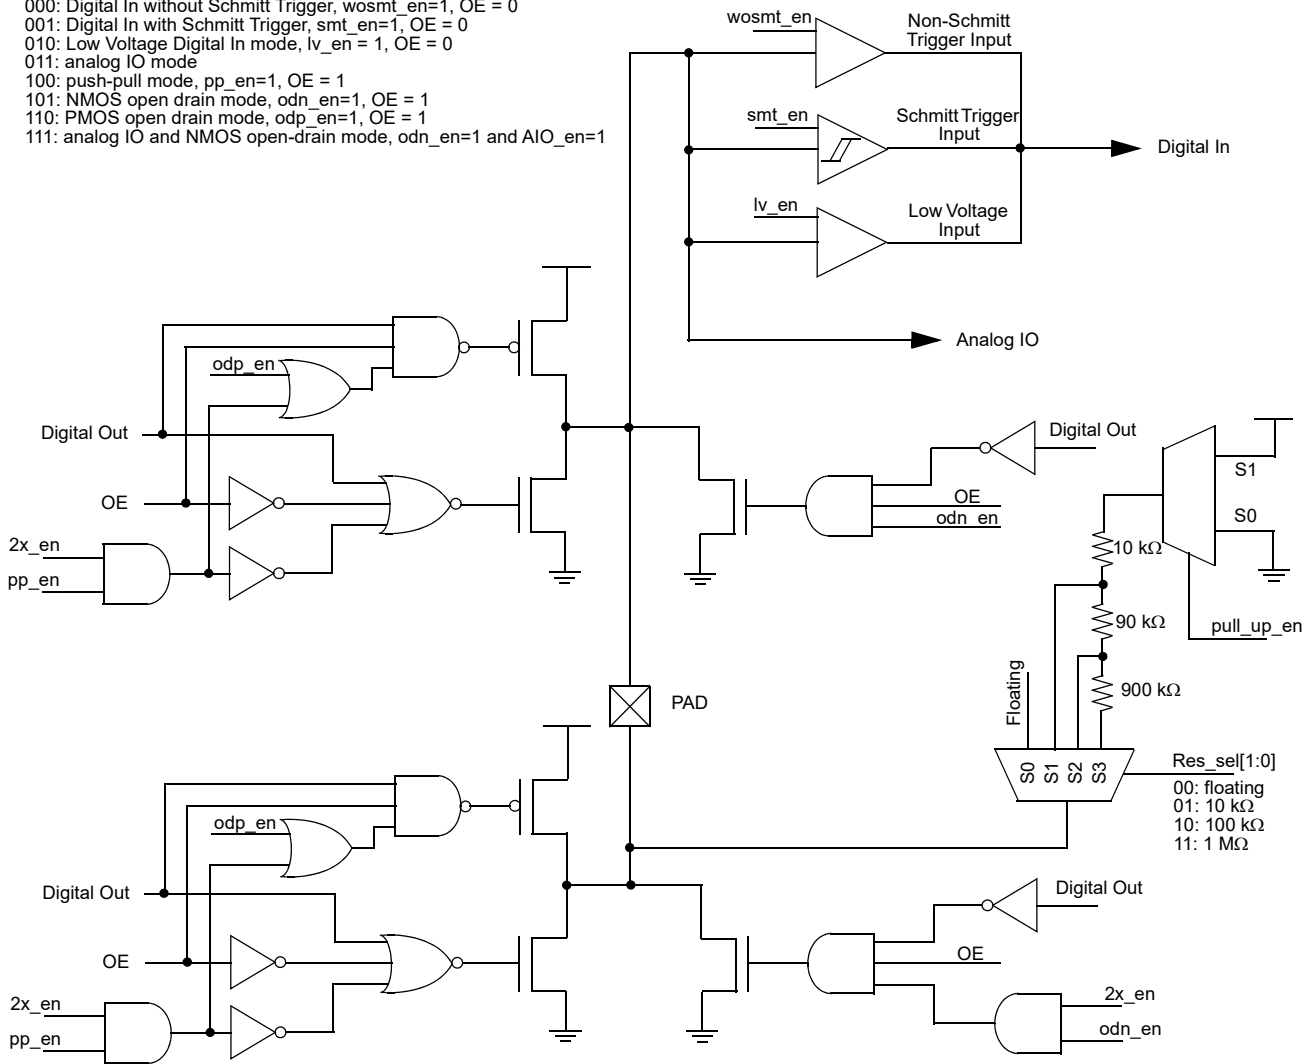 000: Digital In without Schmitt Trigger, wosmt_en=1, OE = 0
001: Digital In with Schmitt Trigger, smt_en=1, OE = 0
010: Low Voltage Digital In mode, lv_en = 1, OE = 0
011: analog IO mode
100: push-pull mode, pp_en=1, OE = 1
101: NMOS open drain mode, odn_en=1, OE = 1
110: PMOS open drain mode, odp_en=1, OE = 1
111: analog IO and NMOS open-drain mode, odn_en=1 and AIO_en=1
wosmt_en
Non-Schmitt
Trigger Input
smt_en
Schmitt Trigger
Input
Digital In
lv_en
Low Voltage
Input
Analog IO
odp_en
Digital Out
OE
2x_en
pp_en
Digital Out
OE
odn_en
S1
S0
10 kΩ
90 kΩ
pull_up_en
900 kΩ
Floating
PAD
S0
S1
S2
S3
Res_sel[1:0]
00: floating
01: 10 kΩ
10: 100 kΩ
11: 1 MΩ
odp_en
Digital Out
OE
2x_en
pp_en
Digital Out
OE
2x_en
odn_en